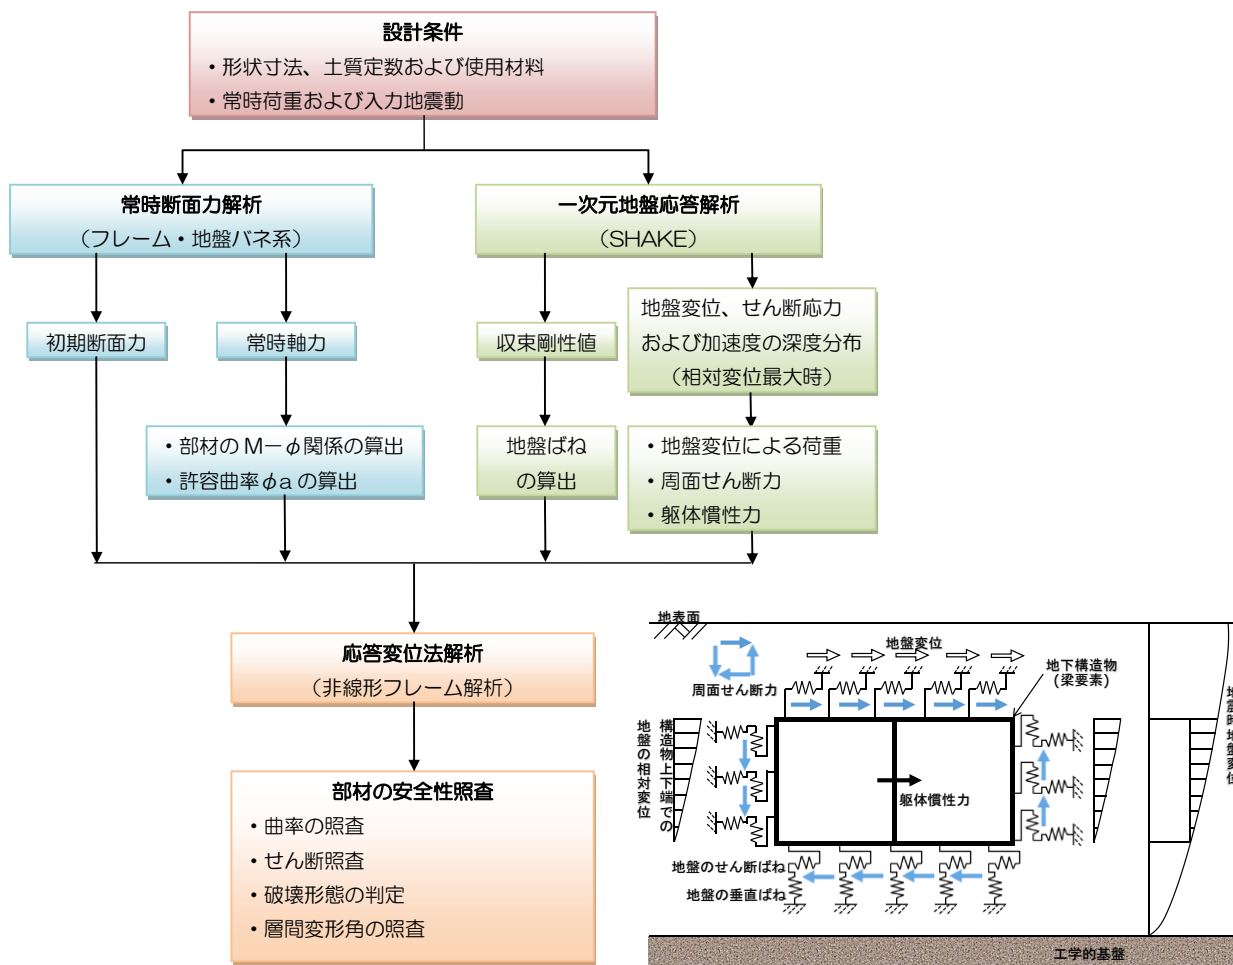 設計条件
・形状寸法、土質定数および使用材料
・常時荷重および入力地震動
常時断面力解析
(フレーム・地盤バネ系)
一次元地盤応答解析
(SHAKE)
初期断面力
常時軸力
収束剛性値
地盤変位、せん断応力
および加速度の深度分布
(相対変位最大時)
・部材のM−φ関係の算出
・許容曲率φaの算出
地盤ばね
の算出
・地盤変位による荷重
・周面せん断力
・躯体慣性力
応答変位法解析
(非線形フレーム解析)
部材の安全性照査
・曲率の照査
・せん断照査
・破壊形態の判定
・層間変形角の照査
地表面
地盤変位
周面せん断力
地下構造物
(梁要素)
構造物上下端での
地盤の相対変位
躯体慣性力
地震時地盤変位
地盤のせん断ばね
地盤の垂直ばね
工学的基盤